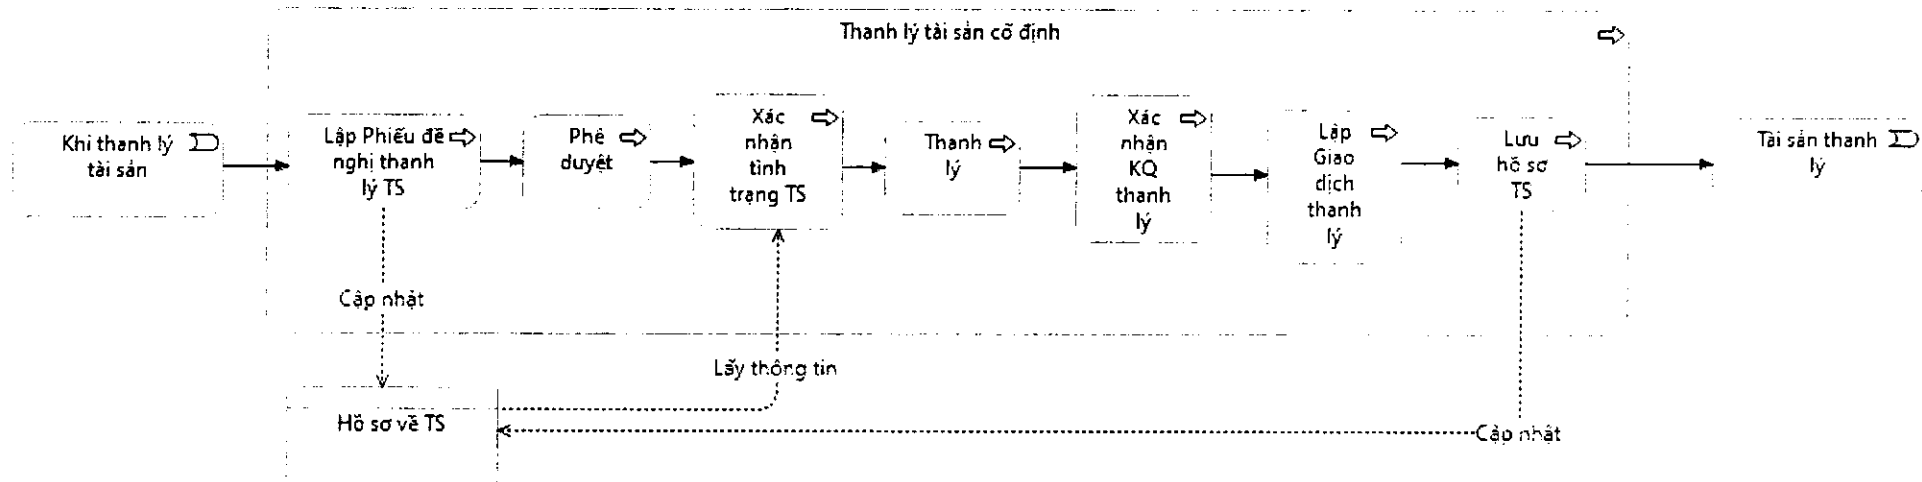 Thanh lý tài sản cố định
Khi thanh lý
tài sản
Lập Phiếu đề
nghị thanh
lý TS
Phê
duyệt
Xác
nhận
tình
trạng TS
Thanh
lý
Xác
nhận
KQ
thanh
lý
Lập
Giao
dịch
thanh
lý
Lưu
hồ sơ
TS
Tài sản thanh
lý
Cập nhật
Lấy thông tin
Hồ sơ về TS
Cập nhật